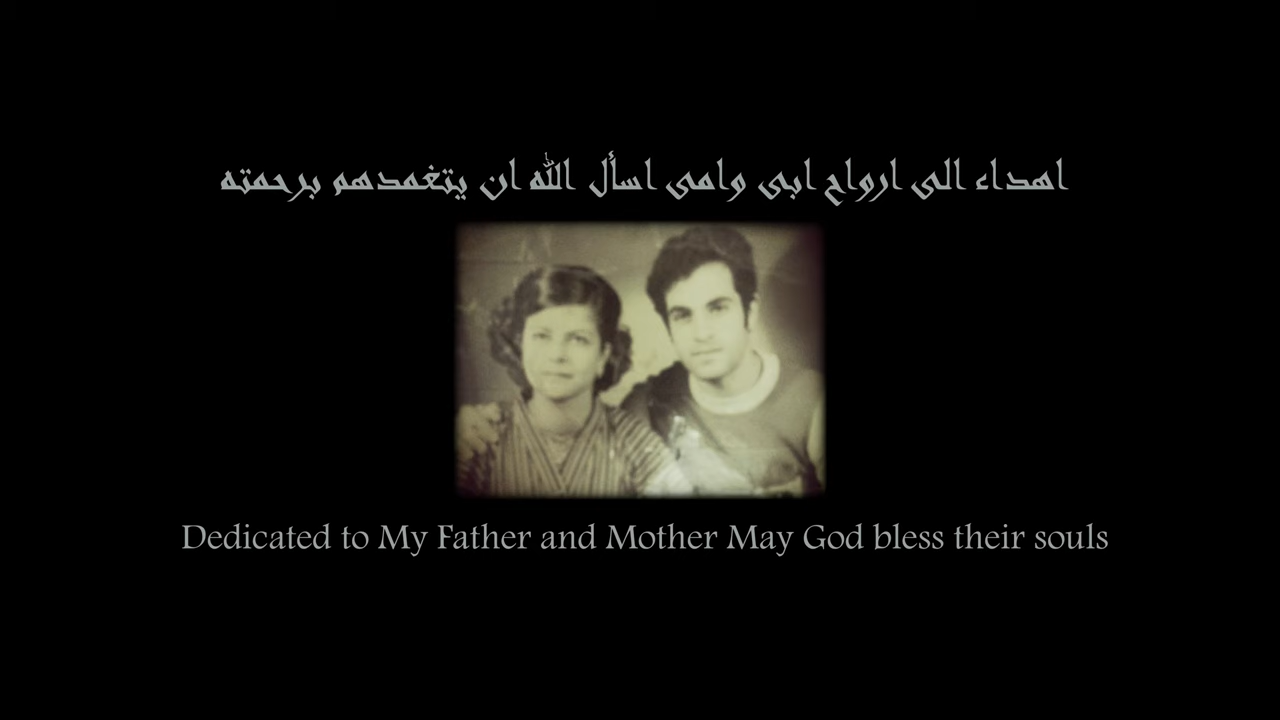 اهداء الى ارواح ابى وامى اسأل الله ان يتغمدهم برحمته
Dedicated to My Father and Mother May God bless their souls